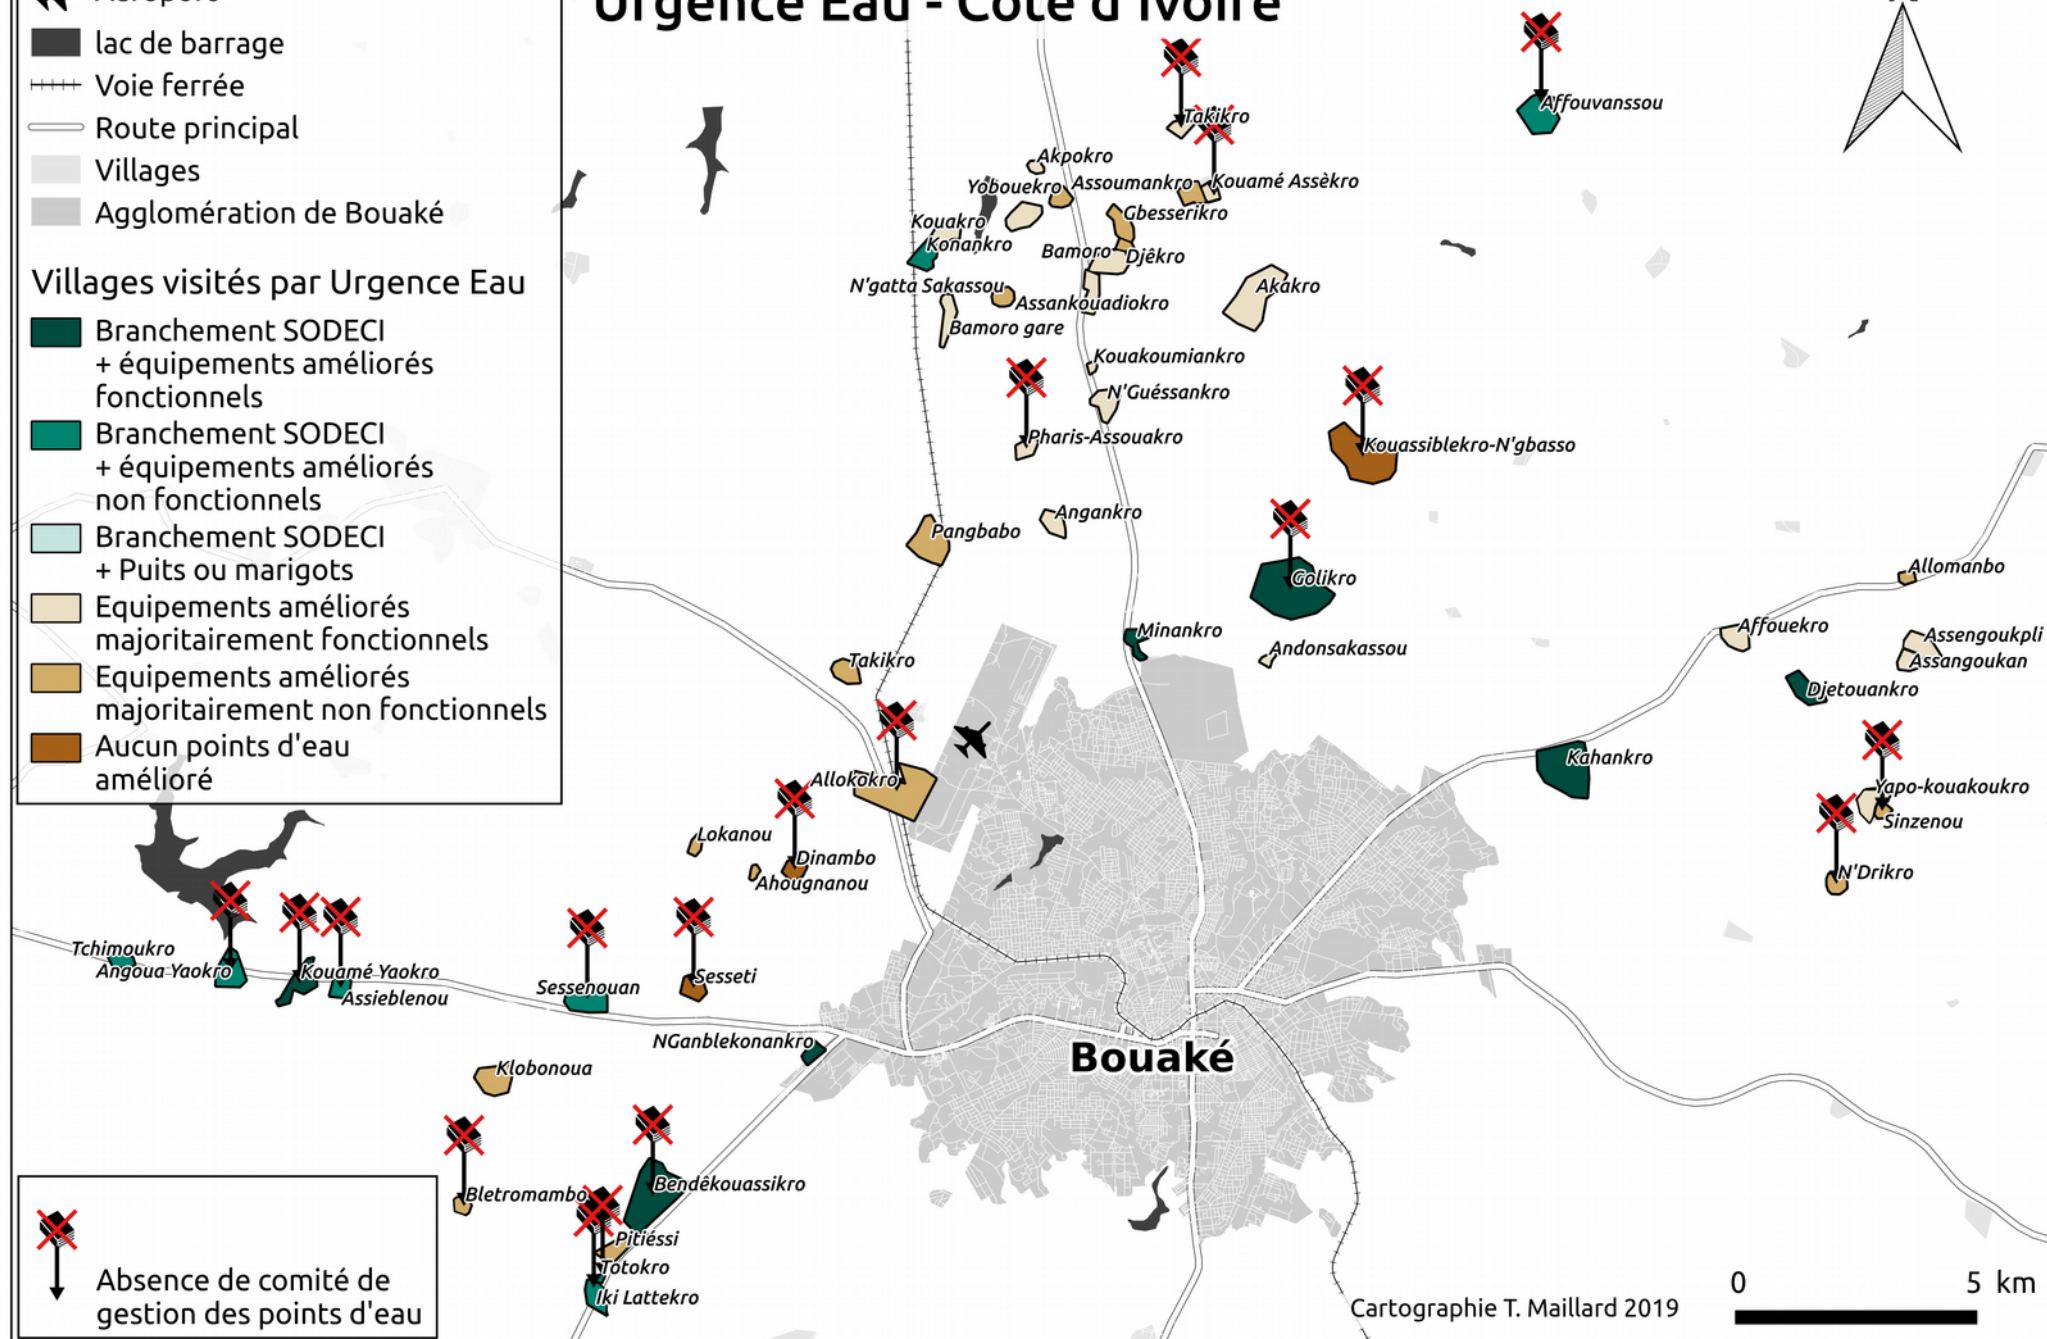 Aéroport
Urgence Eau - Côte d'Ivoire
lac de barrage
Voie ferrée
Route principal
Villages
Agglomération de Bouaké
Villages visités par Urgence Eau
Branchement SODECI
+ équipements améliorés
fonctionnels
Branchement SODECI
+ équipements améliorés
non fonctionnels
Branchement SODECI
+ Puits ou marigots
Equipements améliorés
majoritairement fonctionnels
Equipements améliorés
majoritairement non fonctionnels
Aucun points d'eau
amélioré
Absence de comité de
gestion des points d'eau
Affouvanssou
Takikro
Akpokro
Yobouekro
Assoumankro
Kouamé Assèkro
Kouakro
Gbesserikro
Konankro
Bamoro
Djêkro
N'gatta Sakassou
Akakro
Assankouadiokro
Bamoro gare
Kouakoumiankro
N'Guéssankro
Pharis-Assouakro
Kouassiblekro-N'gbasso
Angankro
Pangbabo
Golikro
Allomanbo
Minankro
Affouekro
Assengoukpli
Andonsakassou
Assangoukan
Takikro
Djetouankro
Kahankro
Allokokro
Yapo-kouakoukro
Sinzenou
Lokanou
Dinambo
Ahougnanou
N'Drikro
Tchimoukro
Angoua Yaokro
Kouamé Yaokro
Assieblenou
Sessenouan
Sesseti
NGanblekonankro
Bouaké
Klobonoua
Bletromambo
Bendêkouassikro
Pitiéssi
Totokro
Iki Lattekro
0 5 km
Cartographie T. Maillard 2019